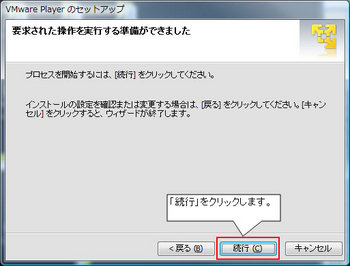 VMware Player のセットアップ
要求された操作を実行する準備ができました
プロセスを開始するには、[続行] をクリックしてください。
インストールの設定を確認または変更する場合は、[戻る] をクリックしてください。[キャン
セル] をクリックすると、ウィザードが終了します。
「続行」をクリックします。
< 戻る (B)
続行 (C)
キャンセル